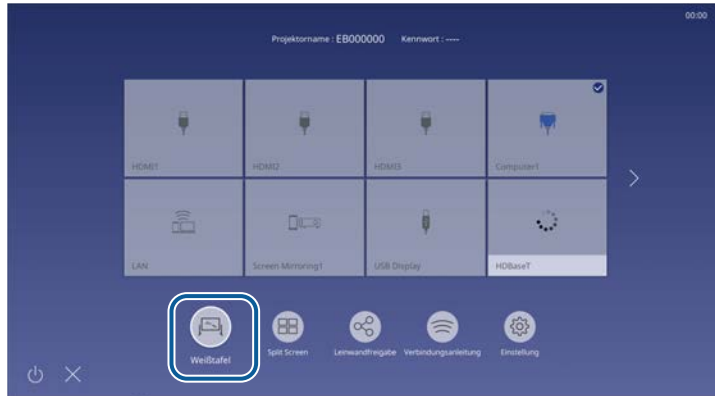 00:00
Projektorname : EB000000 Kennwort : ----
HDMI1 HDMI2 HDMI3 Computer1
LAN Screen Mirroring1 USB Display HDBaseT
Weißtafel Split Screen Leinwandfreigabe Verbindungsanleitung Einstellung